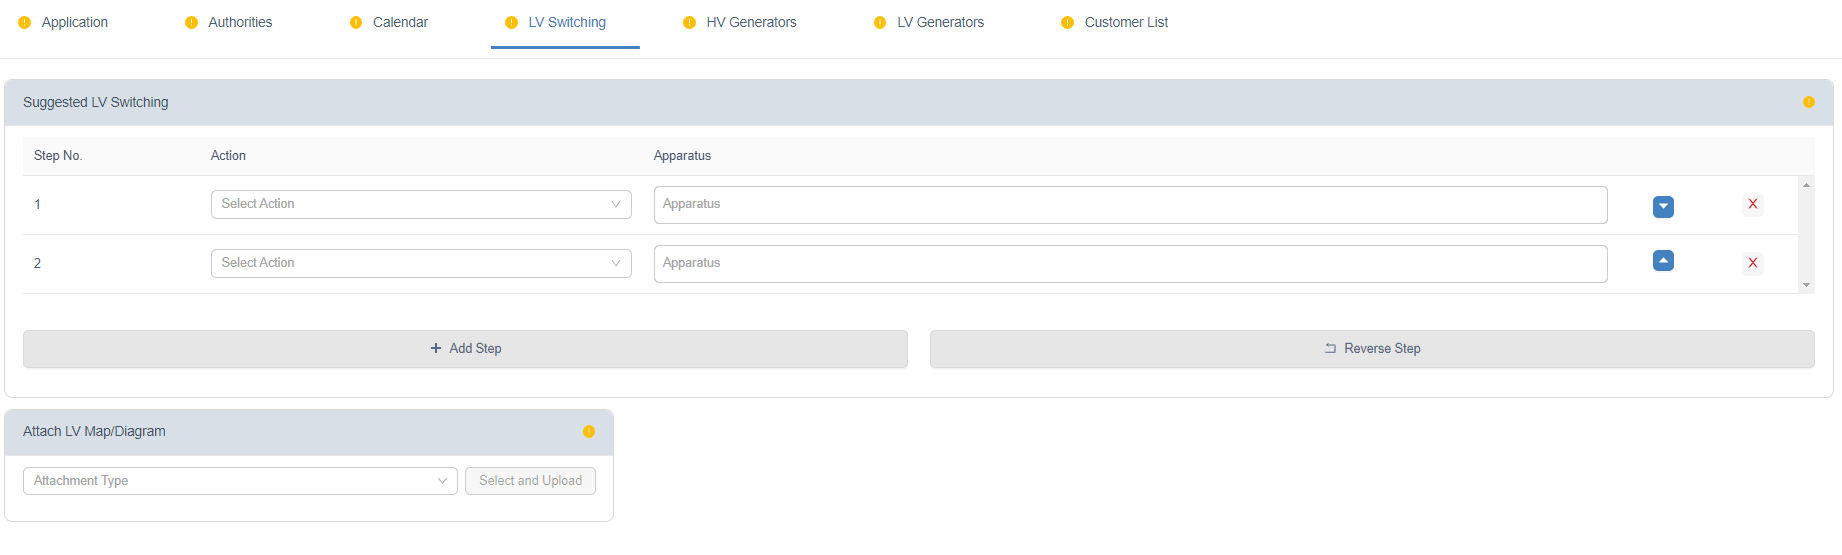 Application Authorities Calendar LV Switching HV Generators LV Generators Customer List
Suggested LV Switching
Step No. Action Apparatus
1 Select Action Apparatus X
2 Select Action Apparatus X
+ Add Step Reverse Step
Attach LV Map/Diagram
Attachment Type Select and Upload